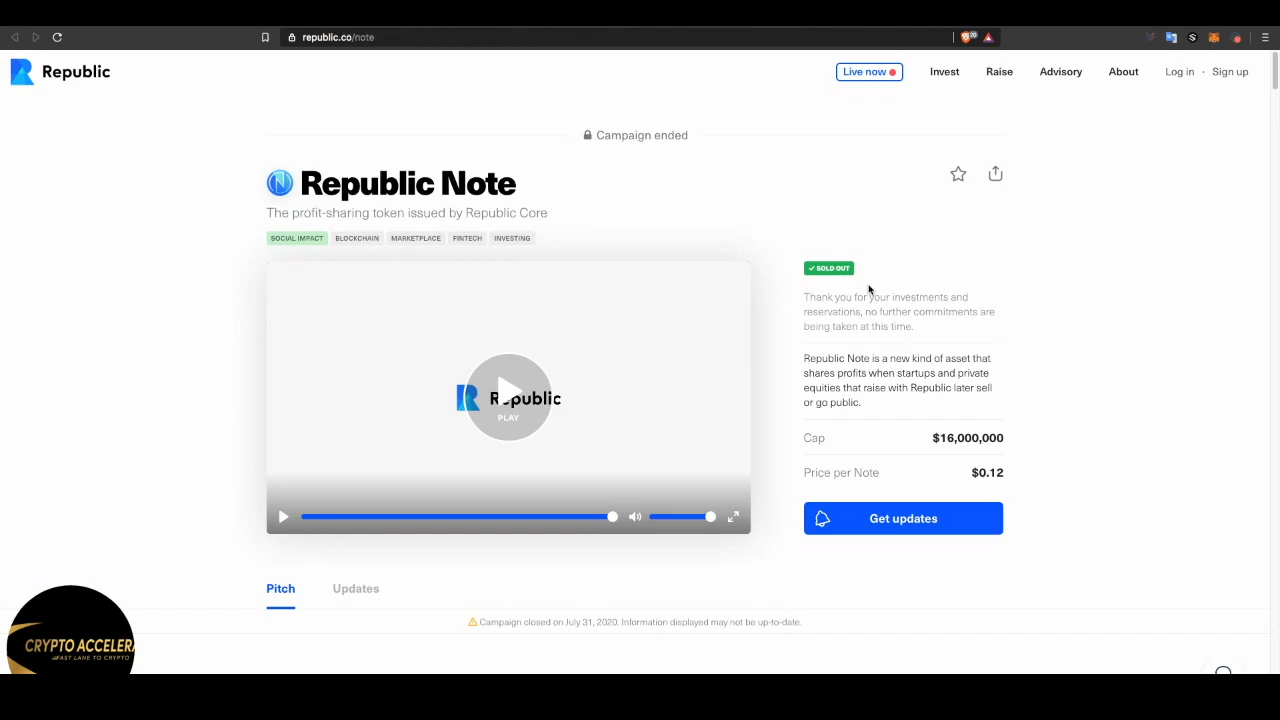 republic.co/note
20
Republic
Live now
Invest
Raise
Advisory
About
Log in · Sign up
Campaign ended
Republic Note
The profit-sharing token issued by Republic Core
SOCIAL IMPACT
BLOCKCHAIN
MARKETPLACE
FINTECH
INVESTING
Republic
PLAY
SOLD OUT
Thank you for your investments and
reservations, no further commitments are
being taken at this time.
Republic Note is a new kind of asset that
shares profits when startups and private
equities that raise with Republic later sell
or go public.
Cap $16,000,000
Price per Note $0.12
Get updates
Pitch
Updates
Campaign closed on July 31, 2020. Information displayed may not be up-to-date.
CRYPTO ACCELERA
FAST LANE TO CRYPTO